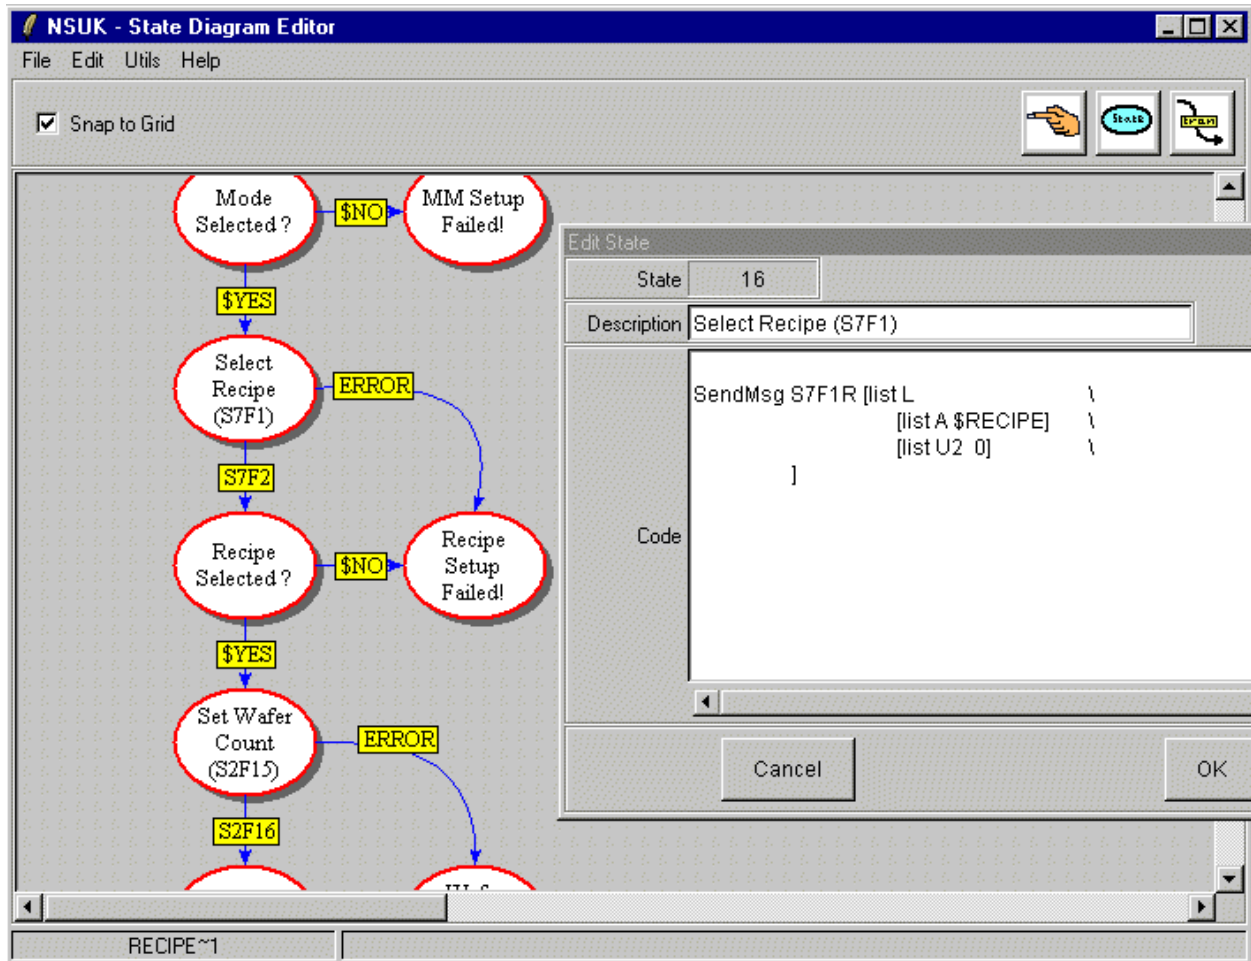 NSUK - State Diagram Editor
File Edit Utils Help
Snap to Grid
State
Mode
Selected ?
$NO
MM Setup
Failed!
$YES
Select
Recipe
(S7F1)
ERROR
S7F2
Recipe
Selected ?
$NO
Recipe
Setup
Failed!
$YES
Set Wafer
Count
(S2F15)
ERROR
S2F16
Edit State
State 16
Description Select Recipe (S7F1)
Code
SendMsg S7F1R [list L \
[list A $RECIPE] \
[list U2 0] \
]
Cancel OK
RECIPE~1